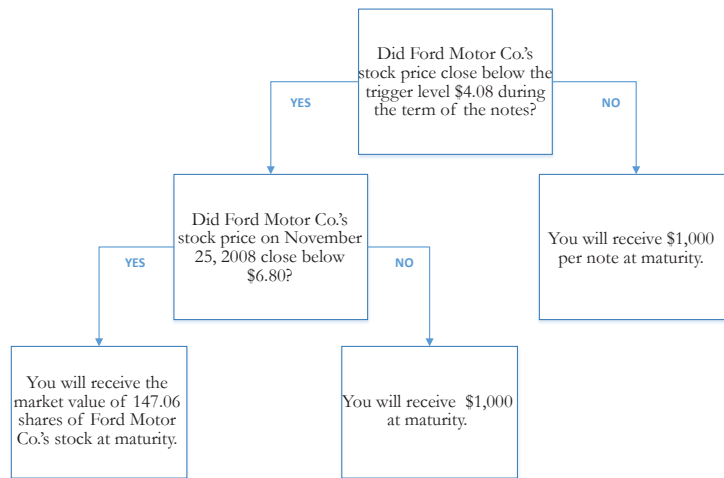 Did Ford Motor Co.'s
stock price close below the
trigger level $4.08 during
the term of the notes?
YES
NO
Did Ford Motor Co.'s
stock price on November
25, 2008 close below
$6.80?
You will receive $1,000
per note at maturity.
YES
NO
You will receive the
market value of 147.06
shares of Ford Motor
Co.'s stock at maturity.
You will receive $1,000
at maturity.